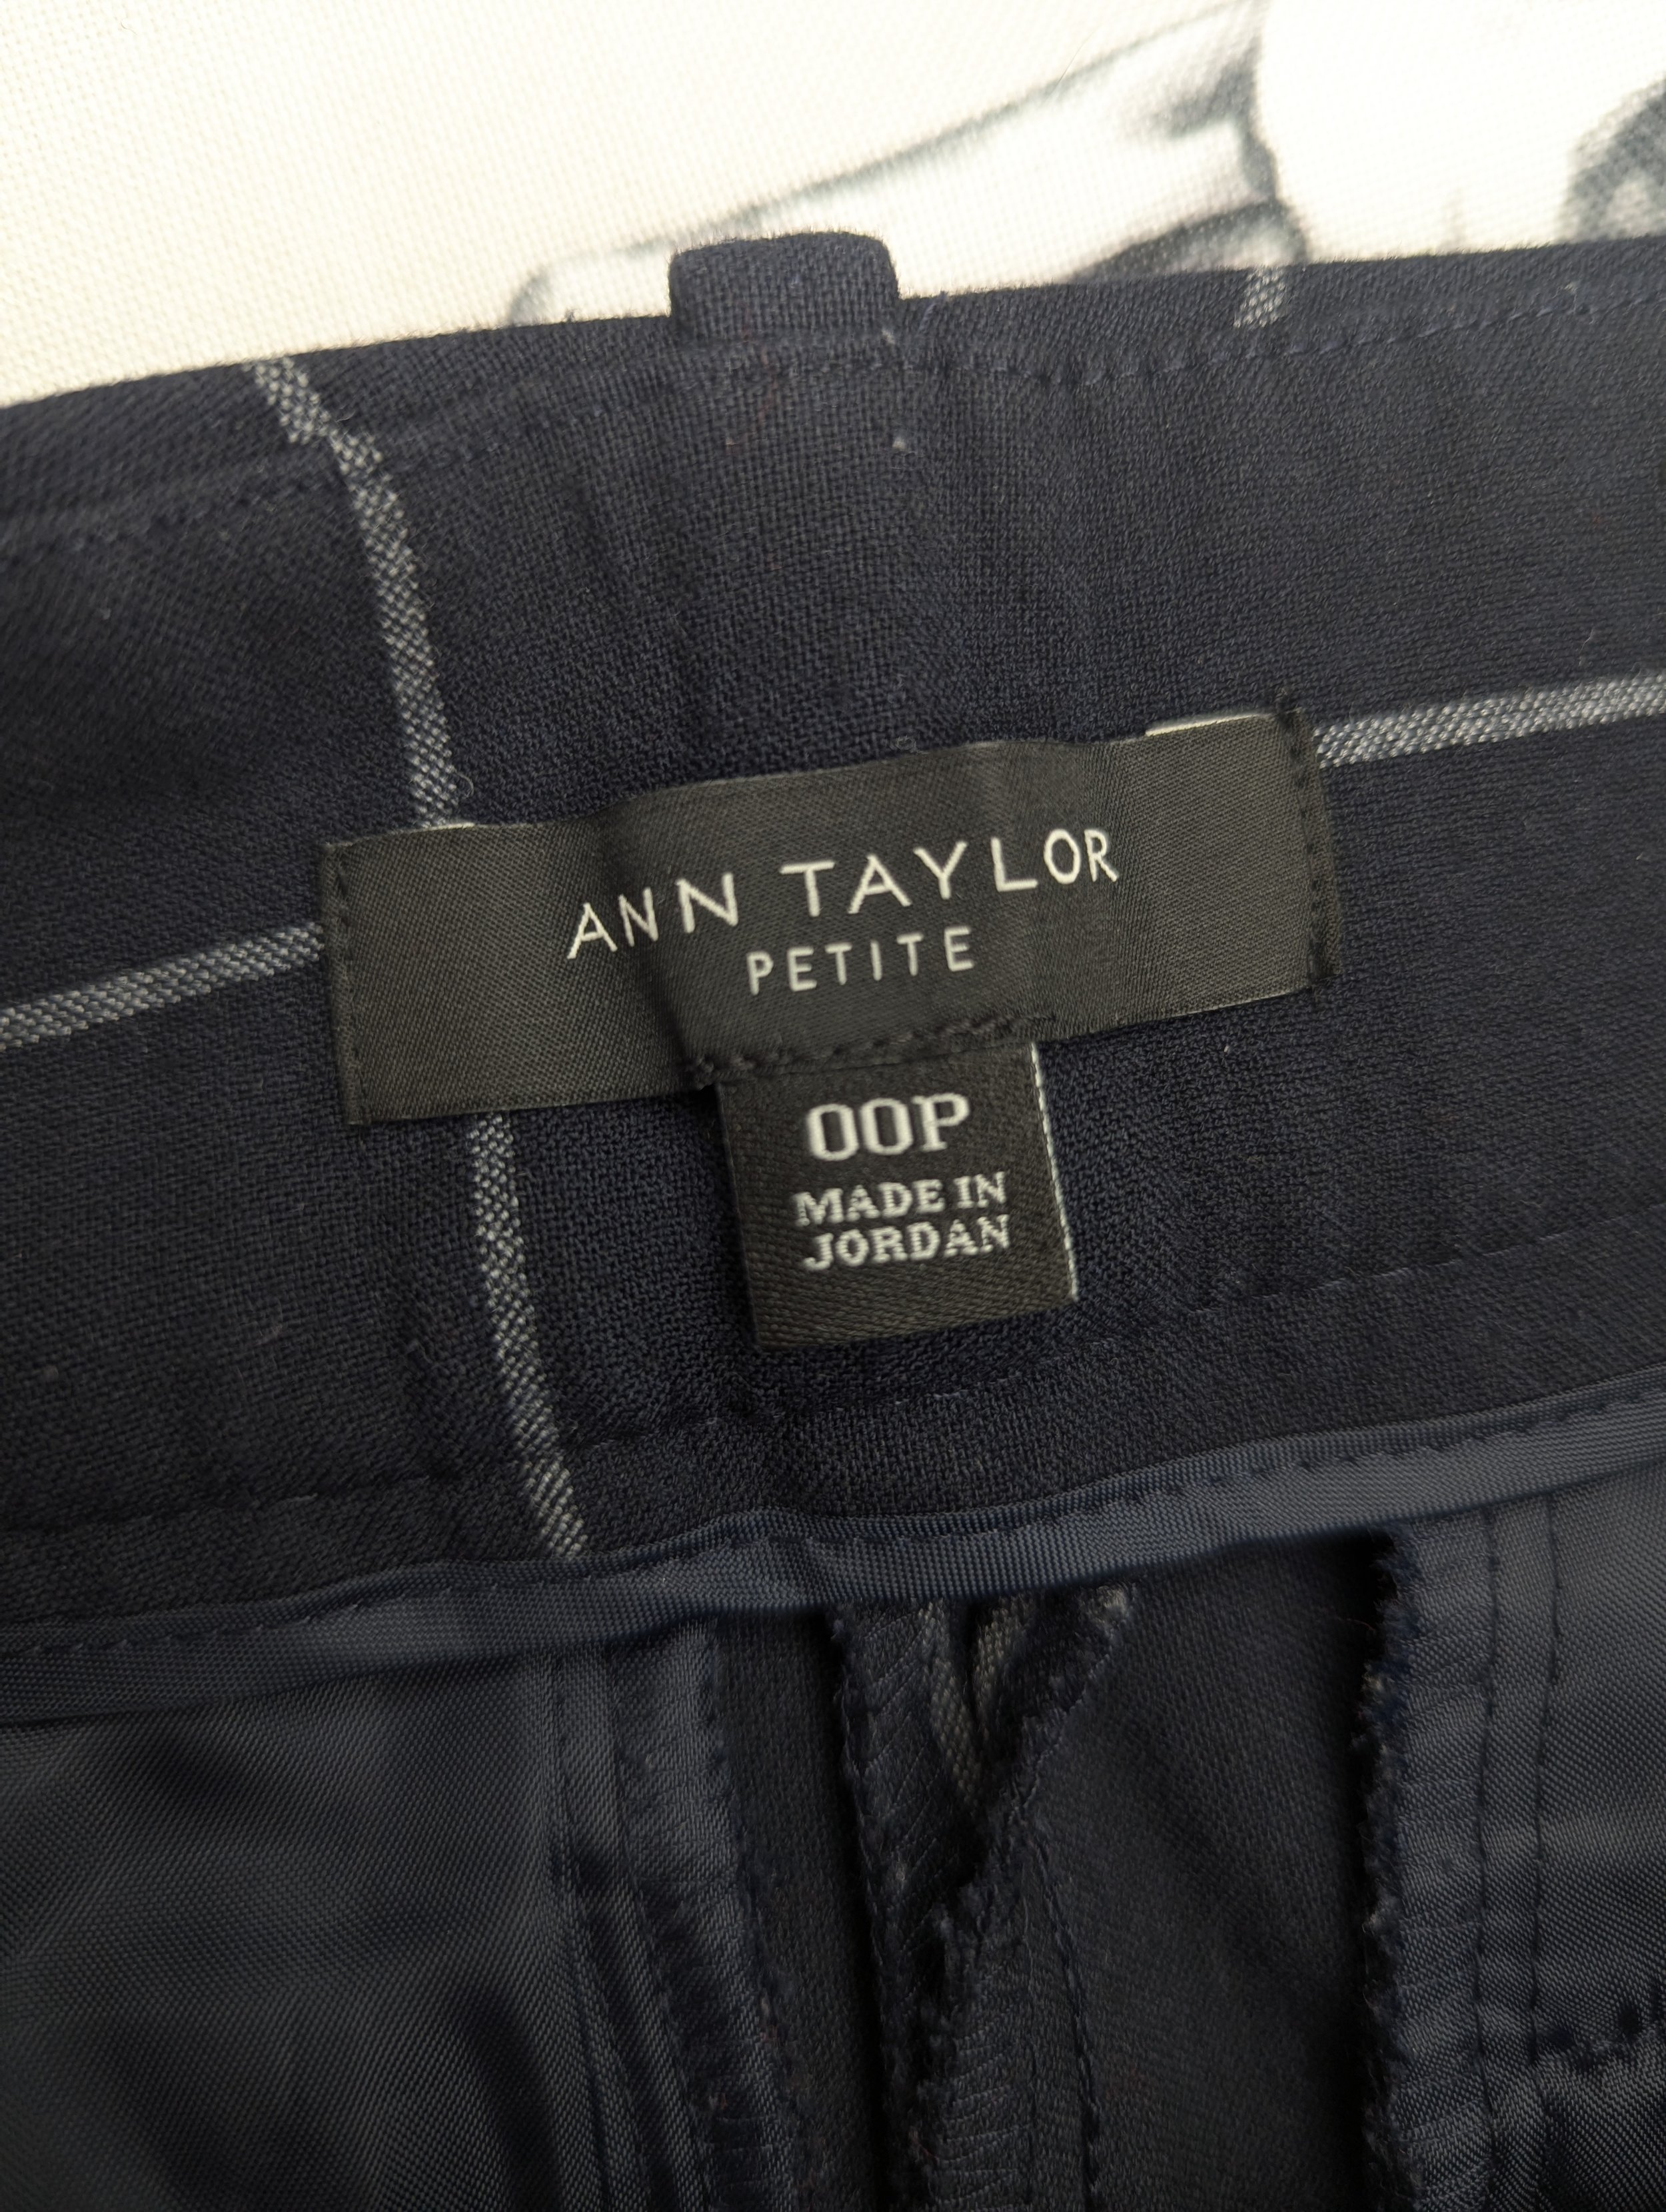 ANN TAYLOR
PETITE
00P
MADE IN
JORDAN